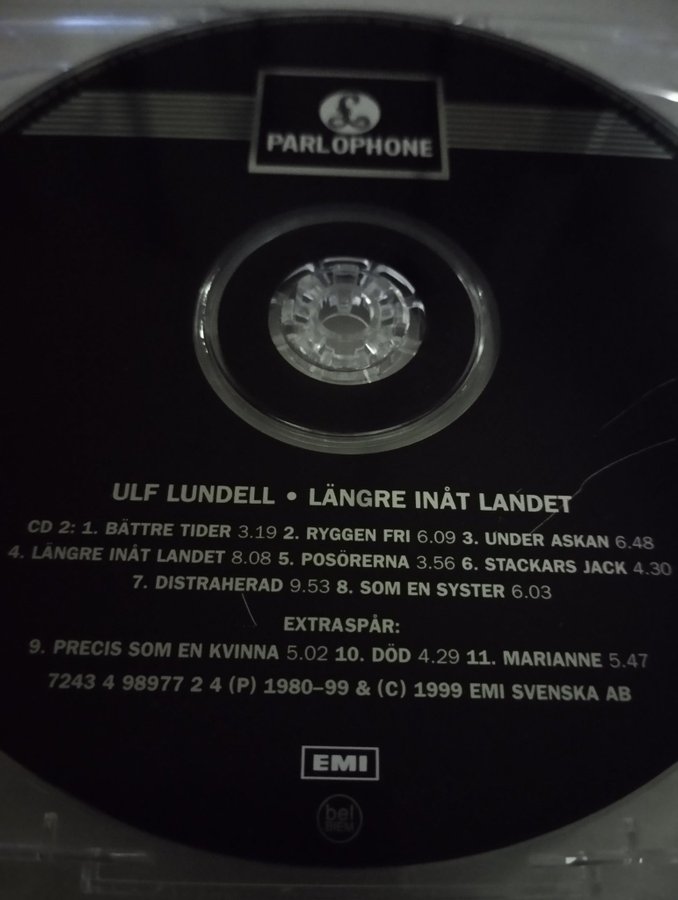 £
PARLOPHONE
ULF LUNDELL • LÄNGRE INÅT LANDET
CD 2: 1. BÄTTRE TIDER 3.19 2. RYGGEN FRI 6.09 3. UNDER ASKAN 6.48
4. LÄNGRE INÅT LANDET 8.08 5. POSÖRERNA 3.56 6. STACKARS JACK 4.30
7. DISTRAHERAD 9.53 8. SOM EN SYSTER 6.03
EXTRASPÅR:
9. PRECIS SOM EN KVINNA 5.02 10. DÖD 4.29 11. MARIANNE 5.47
7243 4 98977 2 4 (P) 1980–99 & (C) 1999 EMI SVENSKA AB
EMI
bel
BIEM